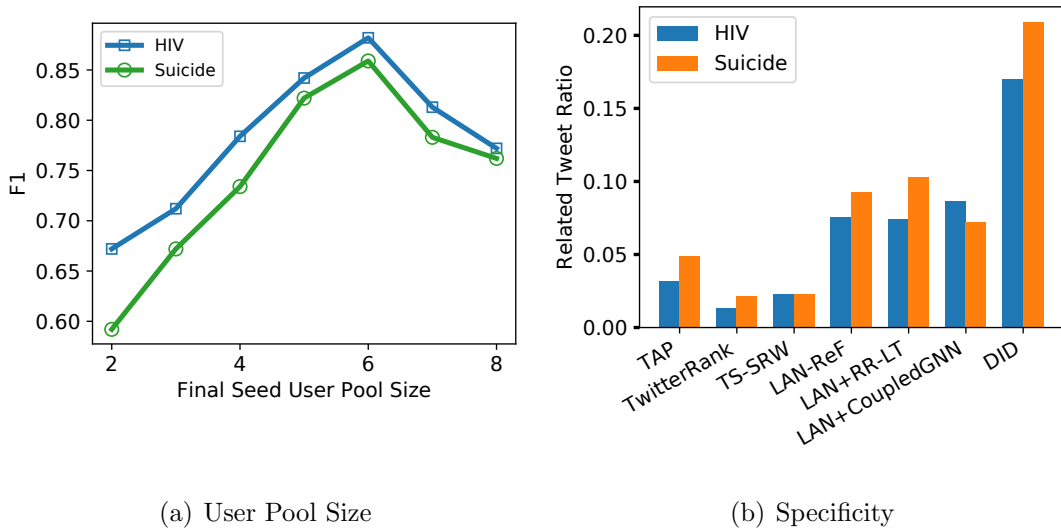 HIV
Suicide
0.85
0.80
0.75
0.70
0.65
0.60
F1
2
4
6
8
Final Seed User Pool Size
(a) User Pool Size
HIV
Suicide
0.20
0.15
0.10
0.05
0.00
Related Tweet Ratio
TAP
TwitterRank
TS-SRW
LAN-ReF
LAN+RR-LT
LAN+CoupledGNN
DID
(b) Specificity